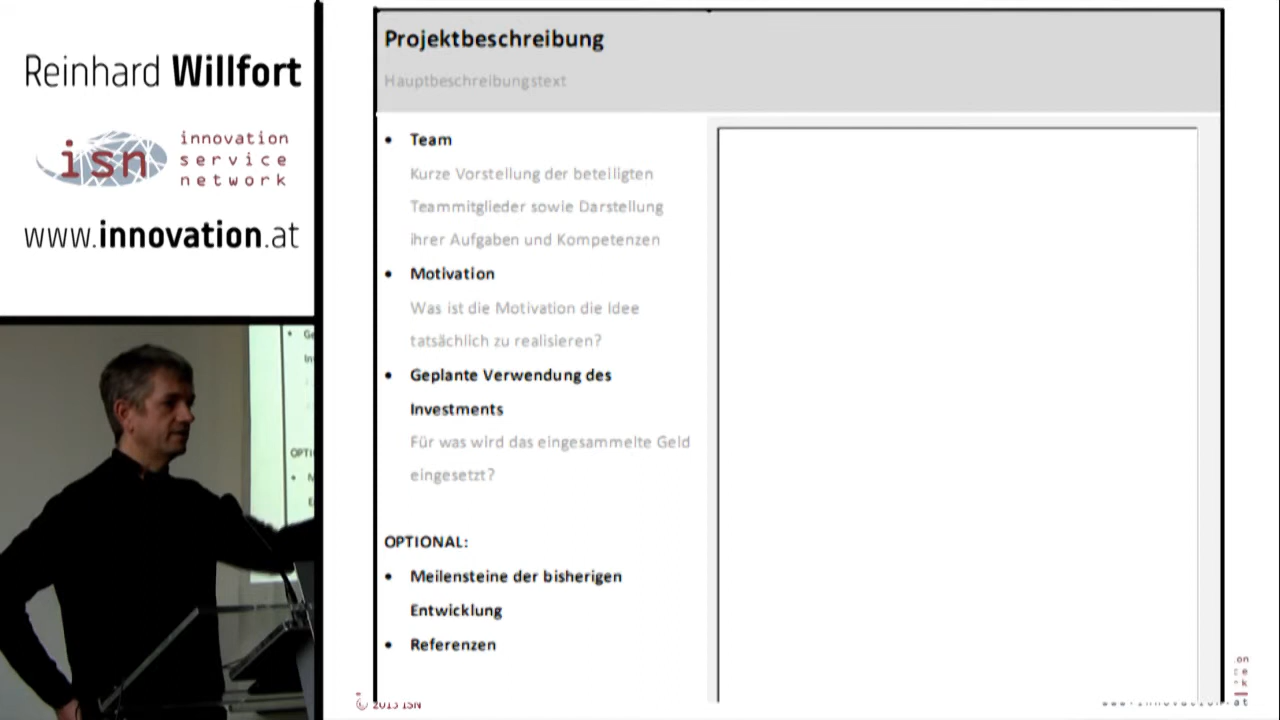 Reinhard Willfort
isn
innovation
service
network
www.innovation.at
Projektbeschreibung
Hauptbeschreibungstext
• Team
Kurze Vorstellung der beteiligten
Teammitglieder sowie Darstellung
ihrer Aufgaben und Kompetenzen
• Motivation
Was ist die Motivation die Idee
tatsächlich zu realisieren?
• Geplante Verwendung des
Investments
Für was wird das eingesammelte Geld
eingesetzt?
OPTIONAL:
• Meilensteine der bisherigen
Entwicklung
• Referenzen
© 2013 ISN